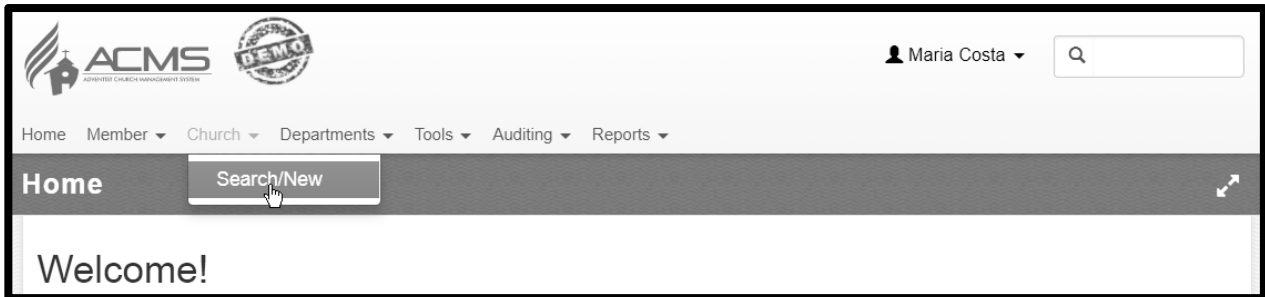 ACMS
ADVENTIST CHURCH MANAGEMENT SYSTEM
DEMO
Maria Costa
Home Member Church Departments Tools Auditing Reports
Home
Search/New
Welcome!